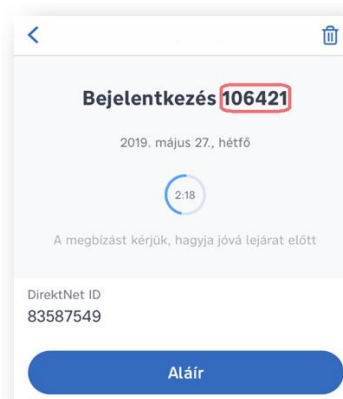 Bejelentkezés 106421
2019. május 27., hétfő
2:18
A megbízást kérjük, hagyja jóvá lejárat előtt
DirektNet ID
83587549
Aláír